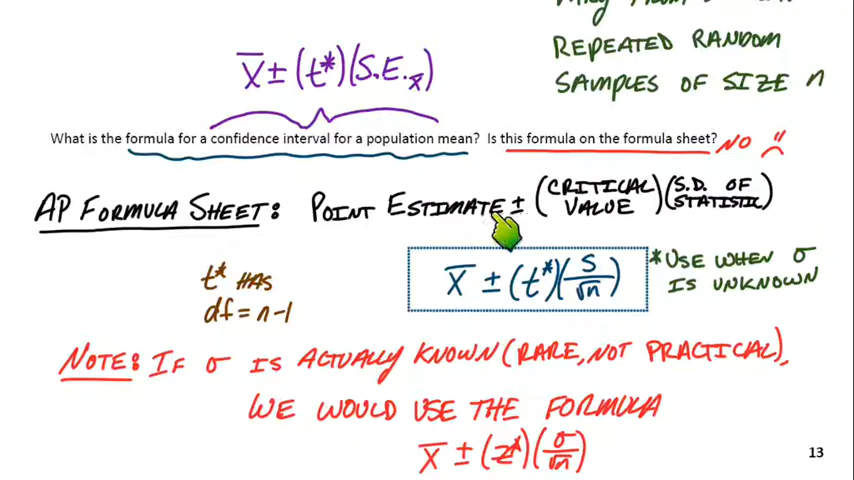 REPEATED RANDOM
SAMPLES OF SIZE n
x̄ ± (t*)(S.E.x̄)
What is the formula for a confidence interval for a population mean? Is this formula on the formula sheet? NO
AP FORMULA SHEET: POINT ESTIMATE ± (CRITICAL VALUE)(S.D. OF STATISTIC)
x̄ ± (t*)(s/√n)
*USE WHEN σ
IS UNKNOWN
t* HAS
df = n-1
NOTE: IF σ IS ACTUALLY KNOWN (RARE, NOT PRACTICAL),
WE WOULD USE THE FORMULA
x̄ ± (z*)(σ/√n)
13